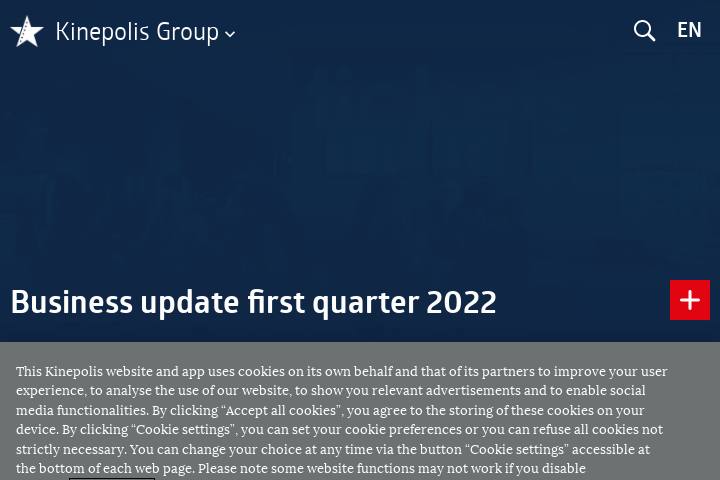 Kinepolis Group
EN
Business update first quarter 2022
This Kinepolis website and app uses cookies on its own behalf and that of its partners to improve your user
experience, to analyse the use of our website, to show you relevant advertisements and to enable social
media functionalities. By clicking “Accept all cookies”, you agree to the storing of these cookies on your
device. By clicking “Cookie settings”, you can set your cookie preferences or you can refuse all cookies not
strictly necessary. You can change your choice at any time via the button “Cookie settings” accessible at
the bottom of each web page. Please note some website functions may not work if you disable